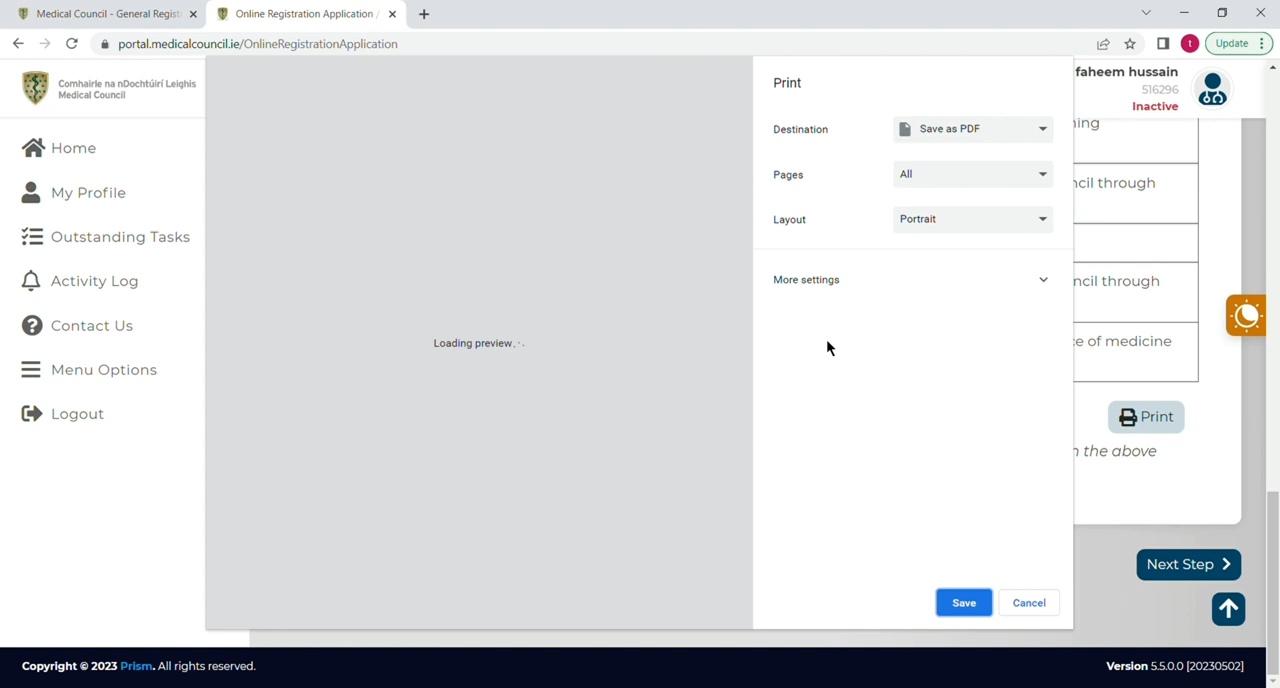 Medical Council - General Regist
Online Registration Application /
Update
portal.medicalcouncil.ie/OnlineRegistrationApplication
t
Comhairle na nDochtúirí Leighis
Medical Council
Home
My Profile
Outstanding Tasks
Activity Log
Contact Us
Menu Options
Logout
Loading preview
Print
Destination
Save as PDF
Pages
All
Layout
Portrait
More settings
Save
Cancel
faheem hussain
516296
Inactive
ning
ncil through
ncil through
ce of medicine
Print
n the above
Next Step
Copyright © 2023 Prism. All rights reserved.
Version 5.5.0.0 [20230502]